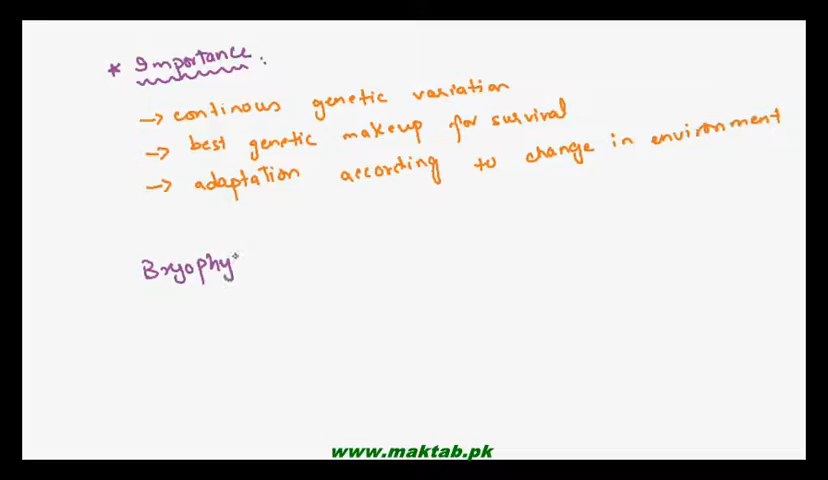 * Importance :
→ continous genetic variation
→ best genetic makeup for survival
→ adaptation according to change in environment
Bryophy
www.maktab.pk